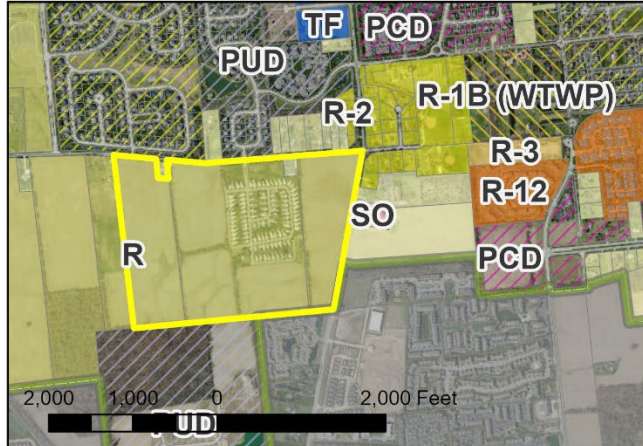 TF
PCD
PUD
R-1B (WTWP)
R-2
R-3
R-12
SO
R
PCD
2,000 1,000 0 2,000 Feet
PUD